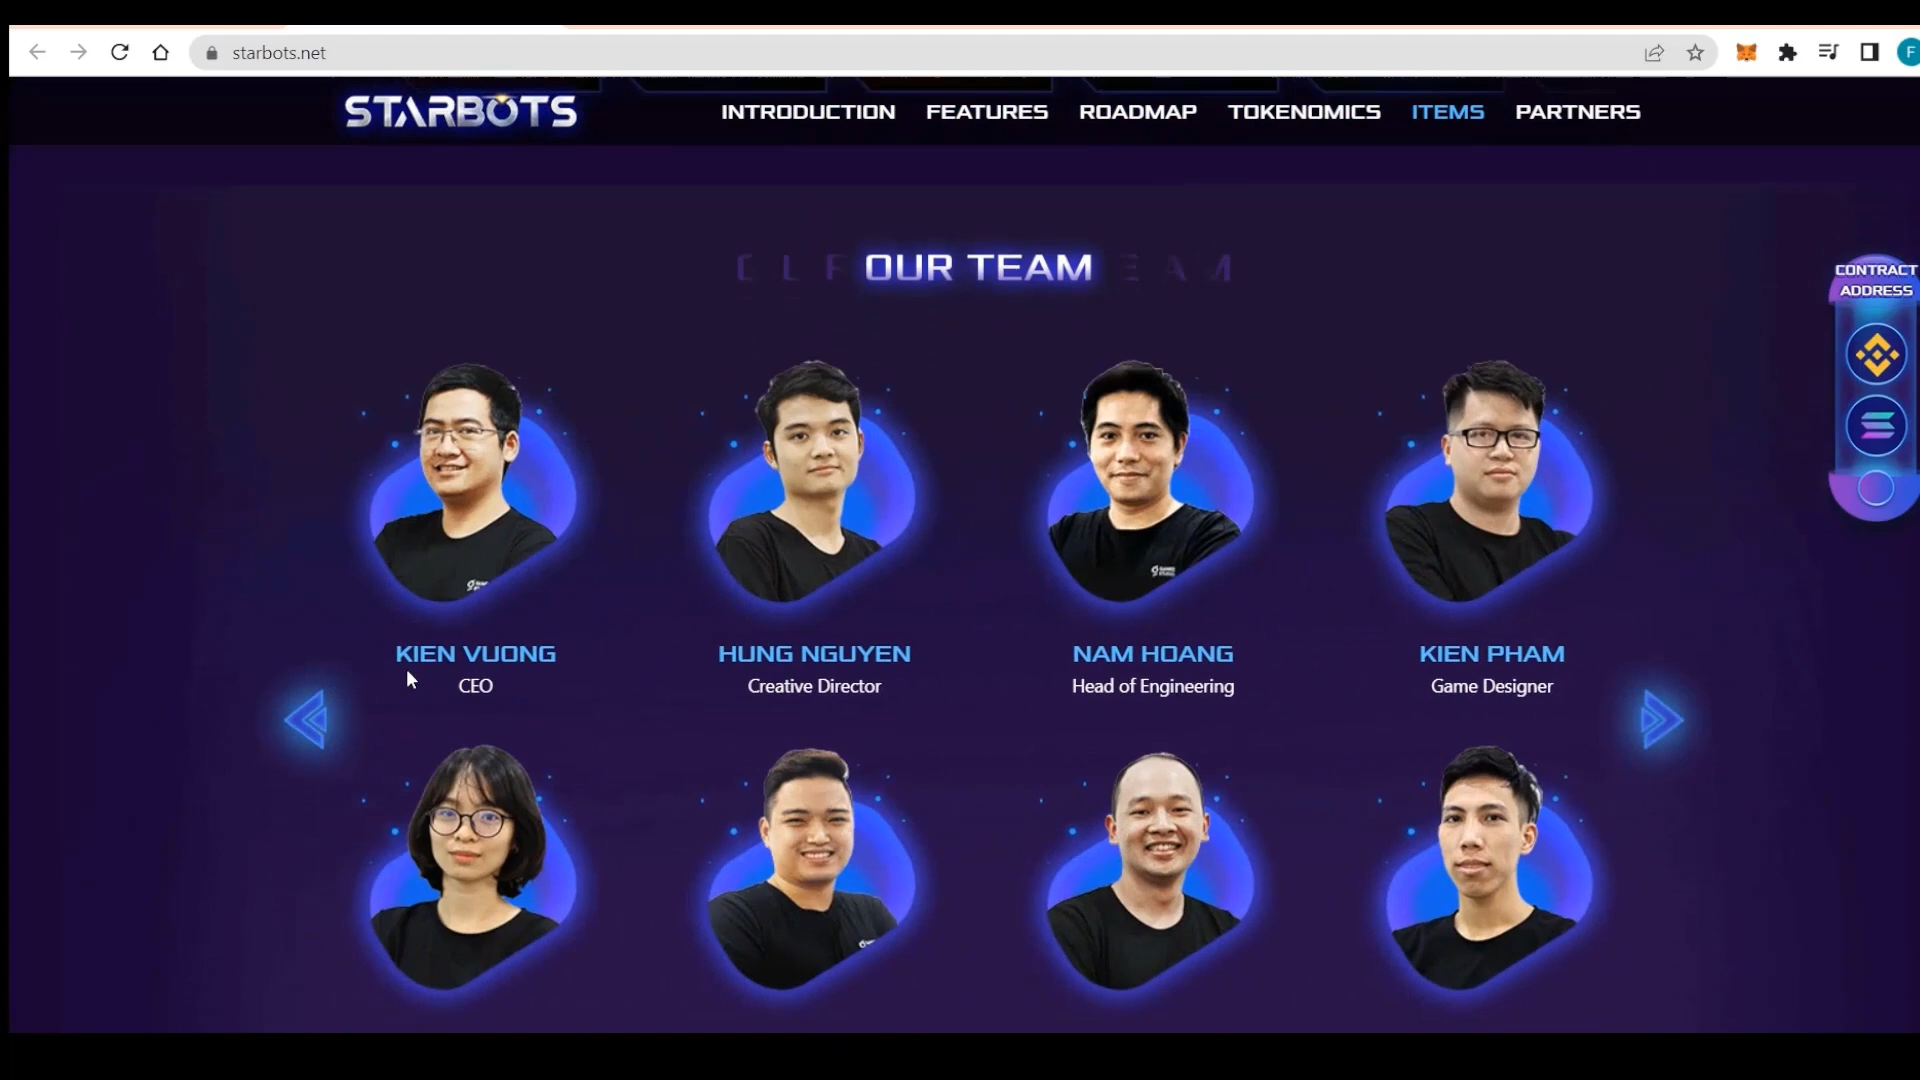 starbots.net
F
STARBOTS
INTRODUCTION FEATURES ROADMAP TOKENOMICS ITEMS PARTNERS
OUR TEAM
CONTRACT
ADDRESS
KIEN VUONG HUNG NGUYEN NAM HOANG KIEN PHAM
CEO Creative Director Head of Engineering Game Designer